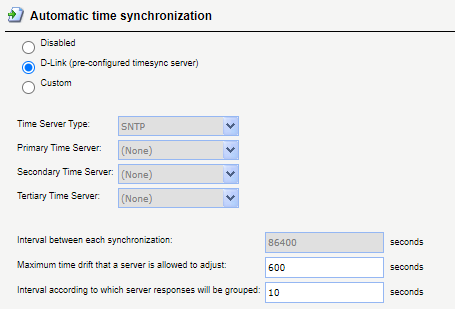 Automatic time synchronization
Disabled
D-Link (pre-configured timesync server)
Custom
Time Server Type: SNTP
Primary Time Server: (None)
Secondary Time Server: (None)
Tertiary Time Server: (None)
Interval between each synchronization: 86400 seconds
Maximum time drift that a server is allowed to adjust: 600 seconds
Interval according to which server responses will be grouped: 10 seconds